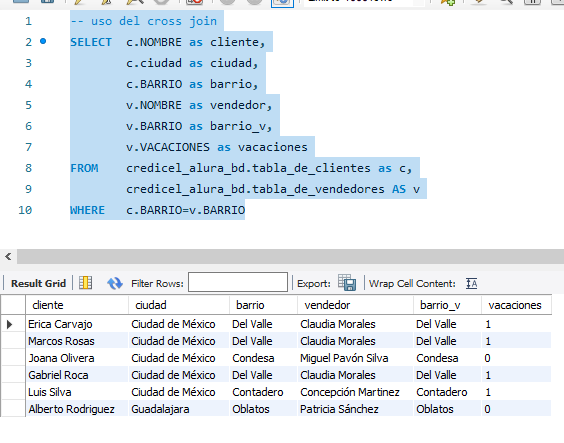 1 -- uso del cross join
2 SELECT c.NOMBRE as cliente,
3 c.ciudad as ciudad,
4 c.BARRIO as barrio,
5 v.NOMBRE as vendedor,
6 v.BARRIO as barrio_v,
7 v.VACACIONES as vacaciones
8 FROM credicel_alura_bd.tabla_de_clientes as c,
9 credicel_alura_bd.tabla_de_vendedores AS v
10 WHERE c.BARRIO=v.BARRIO
Result Grid Filter Rows: Export: Wrap Cell Content:
cliente ciudad barrio vendedor barrio_v vacaciones
Erica Carvajo Ciudad de México Del Valle Claudia Morales Del Valle 1
Marcos Rosas Ciudad de México Del Valle Claudia Morales Del Valle 1
Joana Olivera Ciudad de México Condesa Miguel Pavón Silva Condesa 0
Gabriel Roca Ciudad de México Del Valle Claudia Morales Del Valle 1
Luis Silva Ciudad de México Contadero Concepción Martinez Contadero 1
Alberto Rodriguez Guadalajara Oblatos Patricia Sánchez Oblatos 0